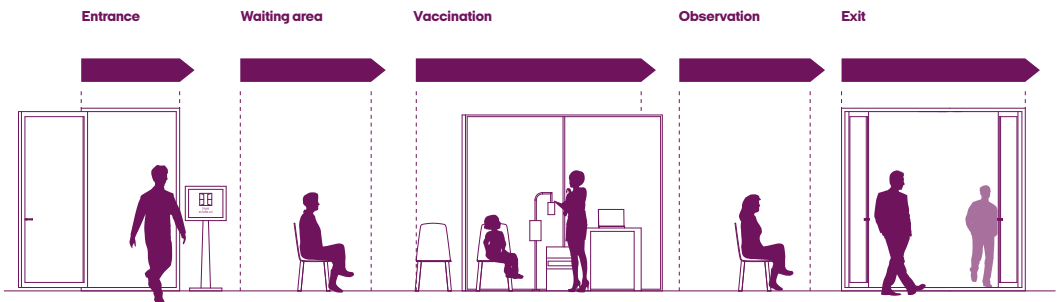 Entrance
Waiting area
Vaccination
Observation
Exit